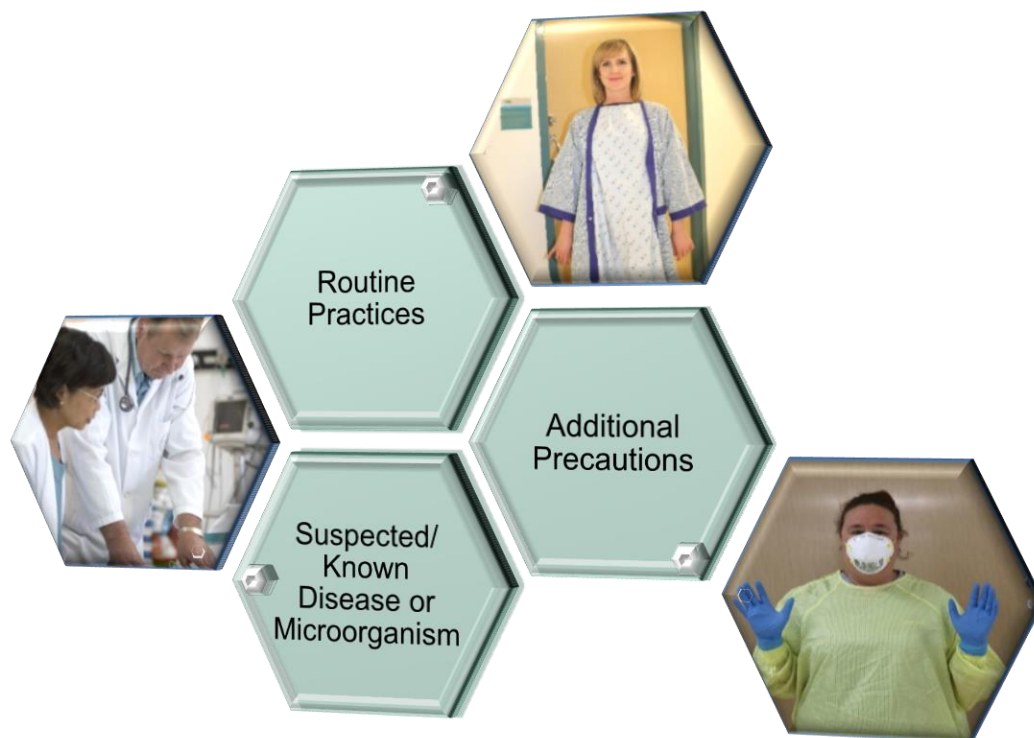 Routine
Practices
Additional
Precautions
Suspected/
Known
Disease or
Microorganism